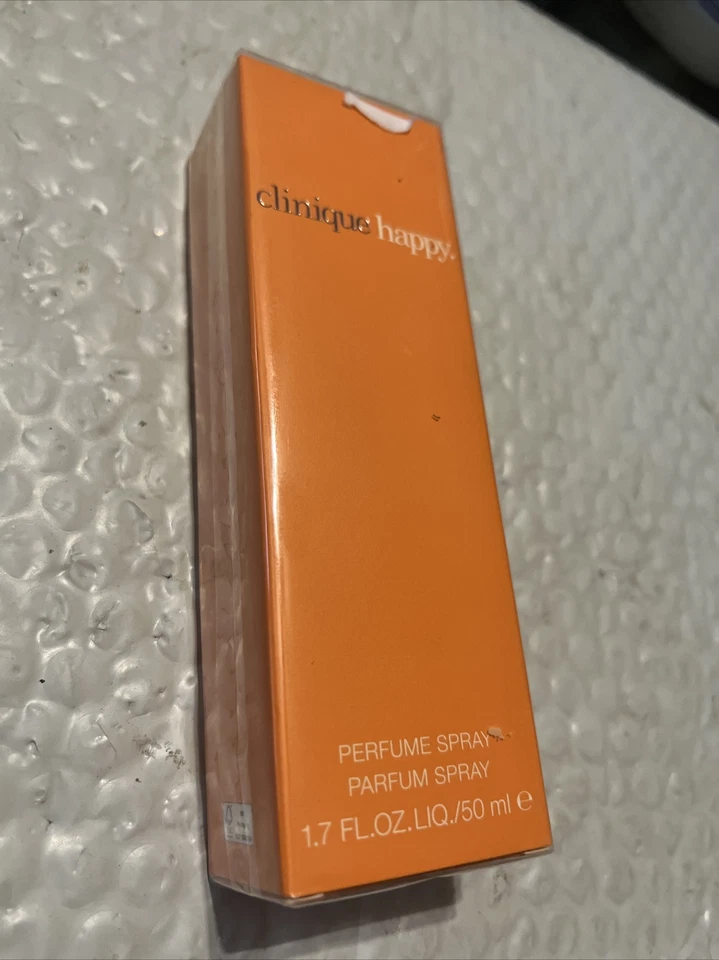 clinique happy.
PERFUME SPRAY
PARFUM SPRAY
1.7 FL.OZ.LIQ./50 ml ℮